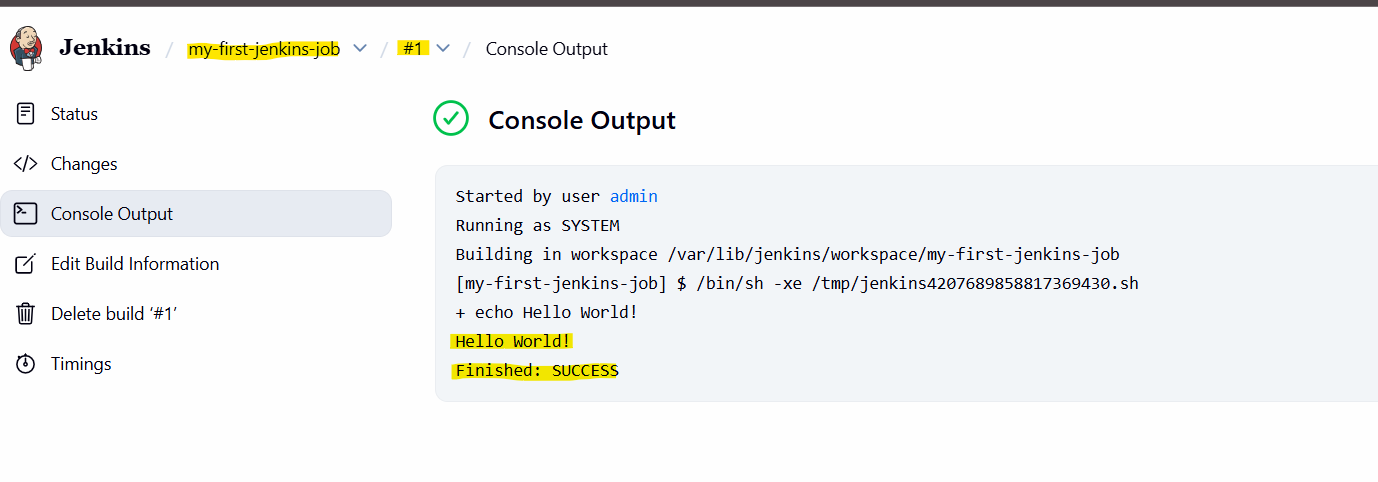 Jenkins / my-first-jenkins-job / #1 / Console Output
Status
Changes
Console Output
Edit Build Information
Delete build ‘#1’
Timings
Console Output
Started by user admin
Running as SYSTEM
Building in workspace /var/lib/jenkins/workspace/my-first-jenkins-job
[my-first-jenkins-job] $ /bin/sh -xe /tmp/jenkins4207689858817369430.sh
+ echo Hello World!
Hello World!
Finished: SUCCESS